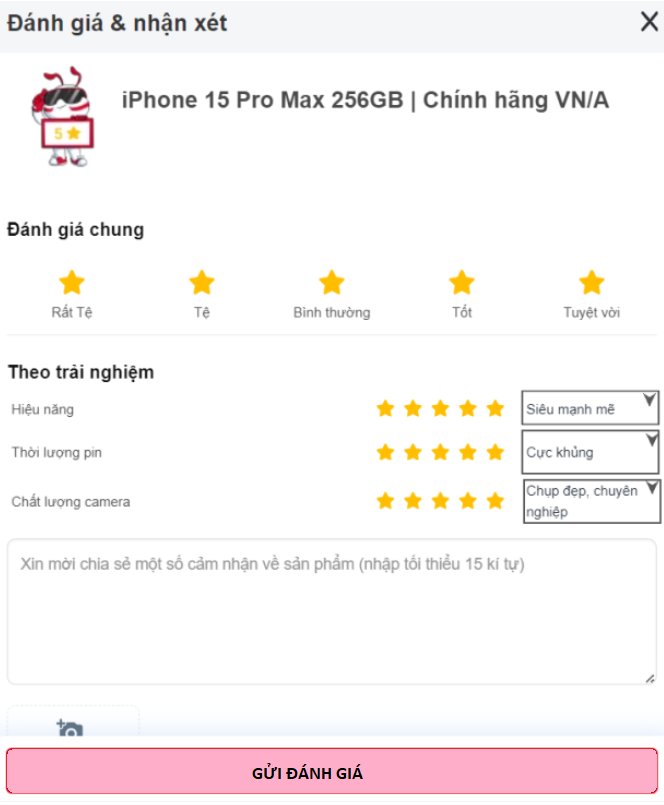 Đánh giá & nhận xét
iPhone 15 Pro Max 256GB | Chính hãng VN/A
5
Đánh giá chung
Rất Tệ
Tệ
Bình thường
Tốt
Tuyệt vời
Theo trải nghiệm
Hiệu năng
Siêu mạnh mẽ
Thời lượng pin
Cực khủng
Chất lượng camera
Chụp đẹp, chuyên
nghiệp
Xin mời chia sẻ một số cảm nhận về sản phẩm (nhập tối thiểu 15 kí tự)
GỬI ĐÁNH GIÁ